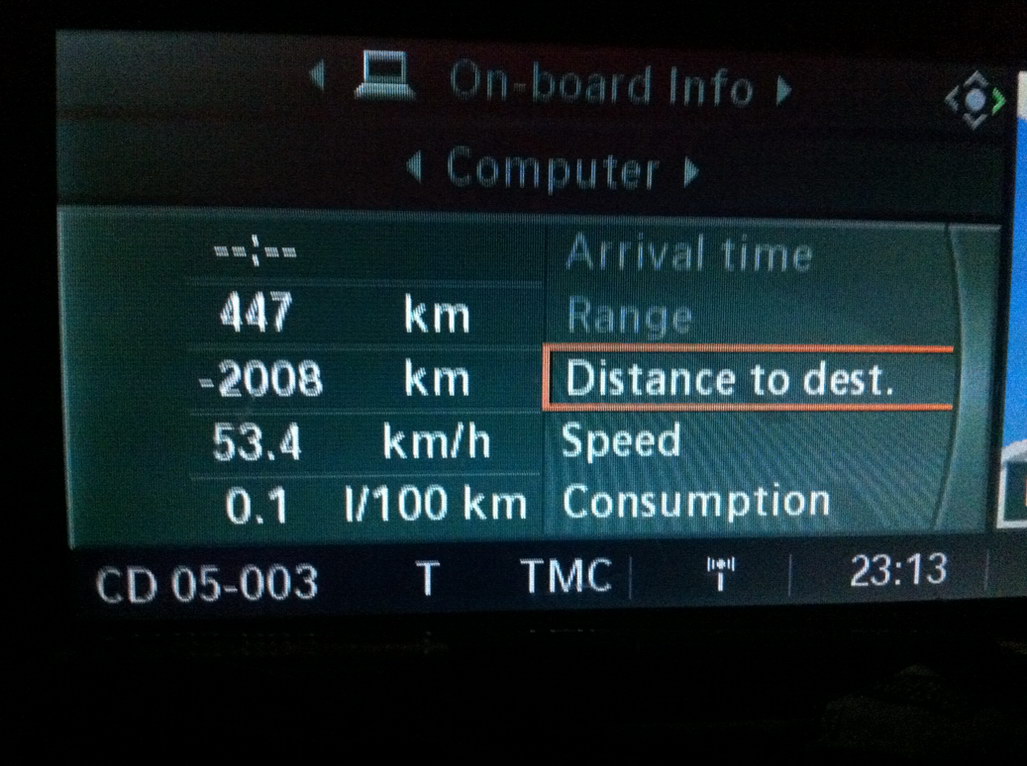 On-board Info
Computer
--:-- Arrival time
447 km Range
-2008 km Distance to dest.
53.4 km/h Speed
0.1 l/100 km Consumption
CD 05-003 T TMC 23:13